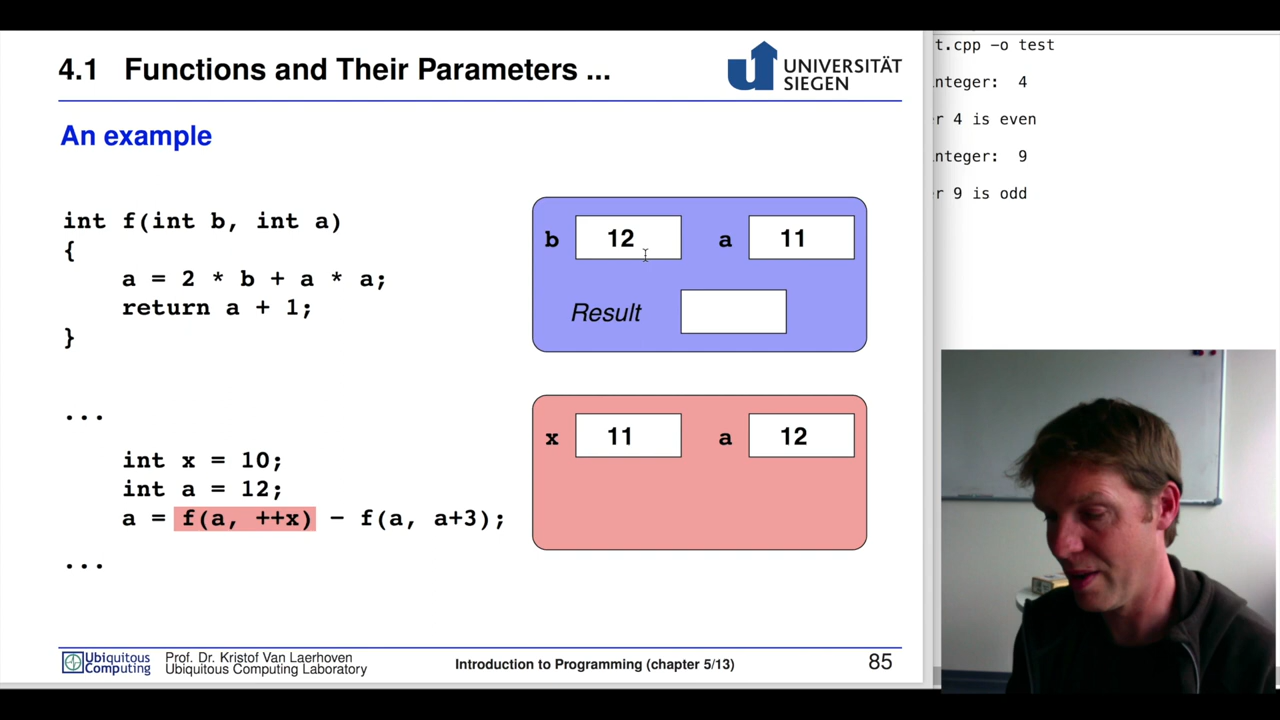 4.1 Functions and Their Parameters ...
UNIVERSITÄT
SIEGEN
An example
int f(int b, int a)
{
a = 2 * b + a * a;
return a + 1;
}
...
int x = 10;
int a = 12;
a = f(a, ++x) – f(a, a+3);
...
b 12 a 11
Result
x 11 a 12
Ubiquitous
Computing
Prof. Dr. Kristof Van Laerhoven
Ubiquitous Computing Laboratory
Introduction to Programming (chapter 5/13)
85
t.cpp -o test
integer: 4
r 4 is even
integer: 9
r 9 is odd